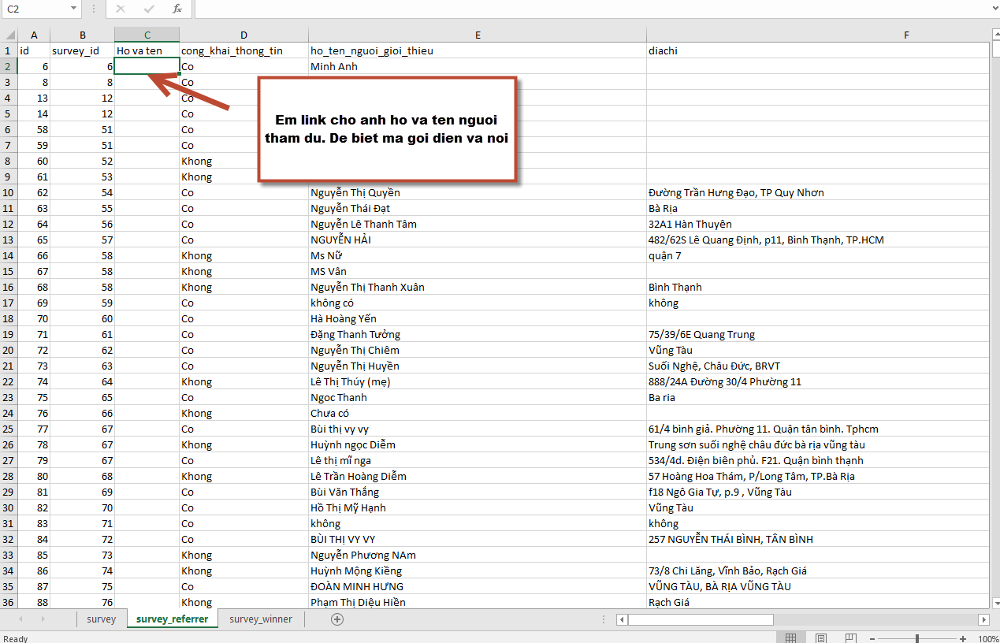 C2
fx
A B C D E F
1 id survey_id Ho va ten cong_khai_thong_tin ho_ten_nguoi_gioi_thieu diachi
2 6 6 Co Minh Anh
3 8 8 Co
4 13 12 Co
5 14 12 Co
6 58 51 Co
7 59 51 Co
8 60 52 Khong
9 61 53 Khong
Em link cho anh ho va ten nguoi
tham du. De biet ma goi dien va noi
10 62 54 Co Nguyễn Thị Quyền Đường Trần Hưng Đạo, TP Quy Nhơn
11 63 55 Co Nguyễn Thái Đạt Bà Rịa
12 64 56 Co Nguyễn Lê Thanh Tâm 32A1 Hàn Thuyên
13 65 57 Co NGUYỄN HẢI 482/62S Lê Quang Định, p11, Bình Thạnh, TP.HCM
14 66 58 Khong Ms Nữ quận 7
15 67 58 Khong MS Vân
16 68 58 Khong Nguyễn Thị Thanh Xuân Bình Thạnh
17 69 59 Co không có không
18 70 60 Co Hà Hoàng Yến
19 71 61 Co Đặng Thanh Tưởng 75/39/6E Quang Trung
20 72 62 Co Nguyễn Thị Chiêm Vũng Tàu
21 73 63 Co Nguyễn Thị Huyền Suối Nghệ, Châu Đức, BRVT
22 74 64 Khong Lê Thị Thúy (mẹ) 888/24A Đường 30/4 Phường 11
23 75 65 Co Ngoc Thanh Ba ria
24 76 66 Khong Chưa có
25 77 67 Co Bùi thị vy vy 61/4 bình giả. Phường 11. Quận tân bình. Tphcm
26 78 67 Khong Huỳnh ngọc Diễm Trung sơn suối nghệ châu đức bà rịa vũng tàu
27 79 67 Co Lê thị mĩ nga 534/4d. Điện biên phủ. F21. Quận bình thạnh
28 80 68 Khong Lê Trần Hoàng Diễm 57 Hoàng Hoa Thám, P/Long Tâm, TP.Bà Rịa
29 81 69 Co Bùi Văn Thắng f18 Ngô Gia Tự, p.9 , Vũng Tàu
30 82 70 Co Hồ Thị Mỹ Hạnh Vũng Tàu
31 83 71 Co không không
32 84 72 Co BÙI THỊ VY VY 257 NGUYỄN THÁI BÌNH, TÂN BÌNH
33 85 73 Khong Nguyễn Phương NAm
34 86 74 Khong Huỳnh Mộng Kiềng 73/8 Chi Lăng, Vĩnh Bảo, Rạch Giá
35 87 75 Co ĐOÀN MINH HƯNG VŨNG TÀU, BÀ RỊA VŨNG TÀU
36 88 76 Khong Phạm Thị Diệu Hiền Rạch Giá
survey survey_referrer survey_winner
Ready 100%